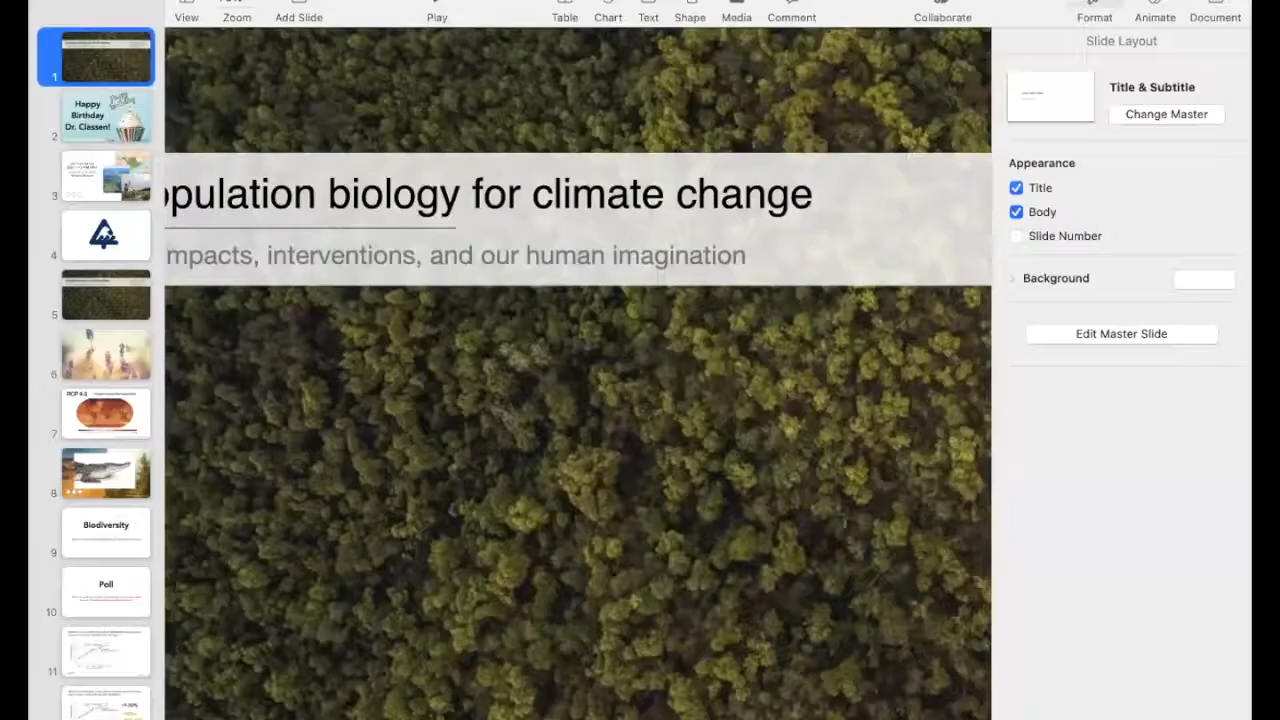 View Zoom Add Slide Play Table Chart Text Shape Media Comment Collaborate Format Animate Document
Slide Layout
Title & Subtitle
Change Master
Appearance
Title
Body
Slide Number
Background
Edit Master Slide
opulation biology for climate change
mpacts, interventions, and our human imagination
1
Happy
Birthday
Dr. Classen!
2
3
4
5
6
RCP 8.5
7
8
Biodiversity
9
Poll
10
11